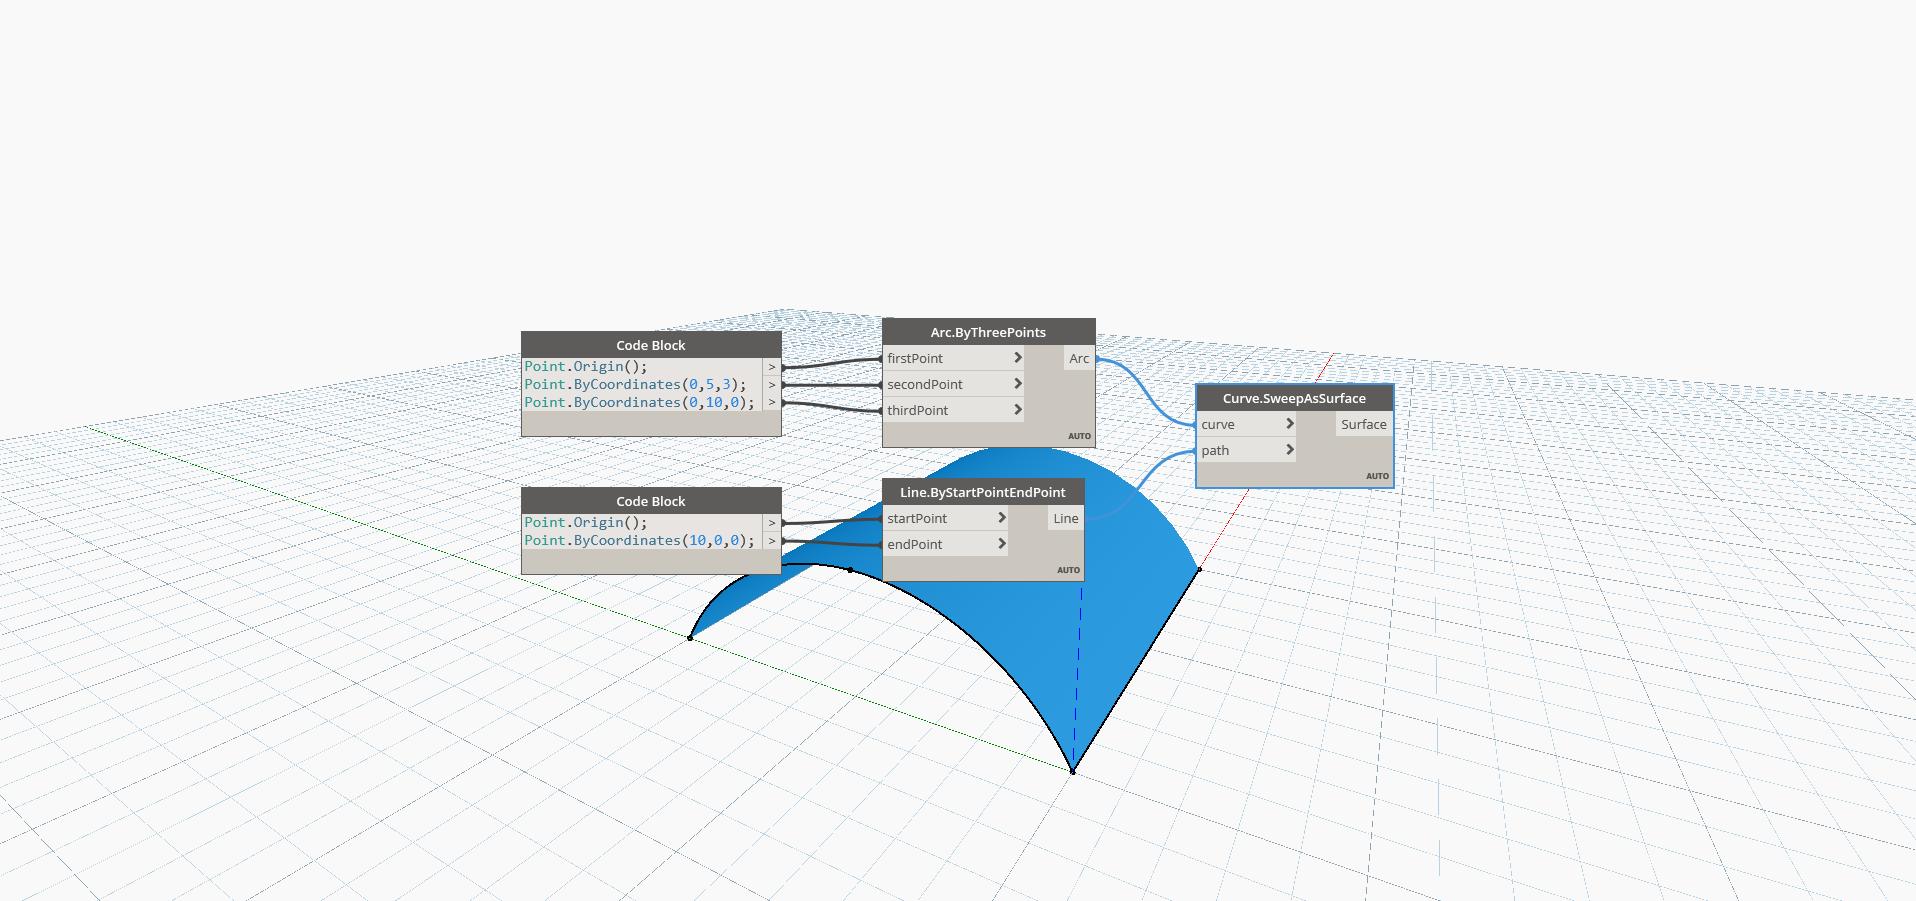 Code Block
Point.Origin(); >
Point.ByCoordinates(0,5,3); >
Point.ByCoordinates(0,10,0); >
Arc.ByThreePoints
firstPoint > Arc
secondPoint >
thirdPoint >
AUTO
Curve.SweepAsSurface
curve > Surface
path >
AUTO
Code Block
Point.Origin(); >
Point.ByCoordinates(10,0,0); >
Line.ByStartPointEndPoint
startPoint > Line
endPoint >
AUTO